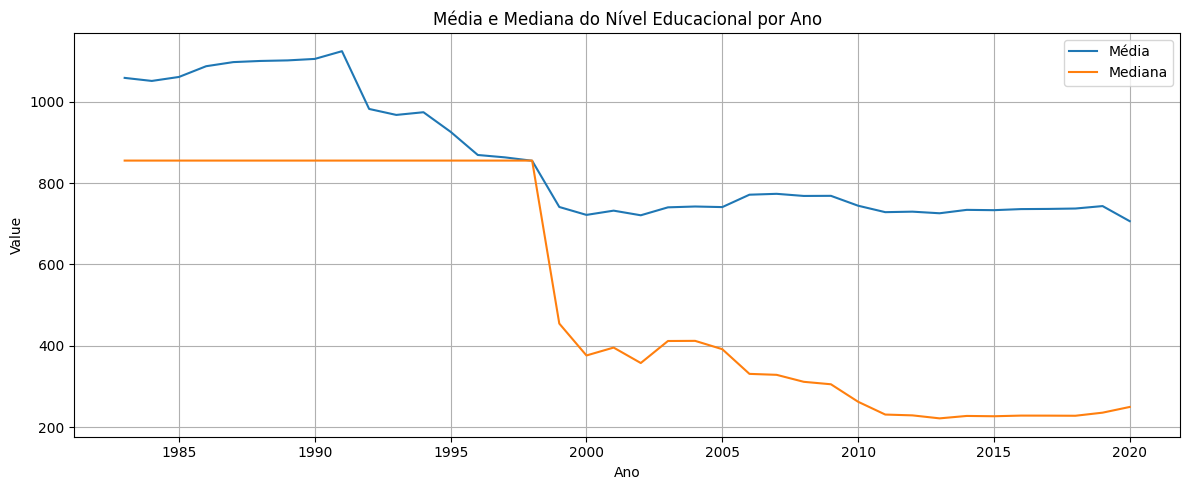 Média e Mediana do Nível Educacional por Ano
Média
Mediana
Value
1000
800
600
400
200
1985 1990 1995 2000 2005 2010 2015 2020
Ano